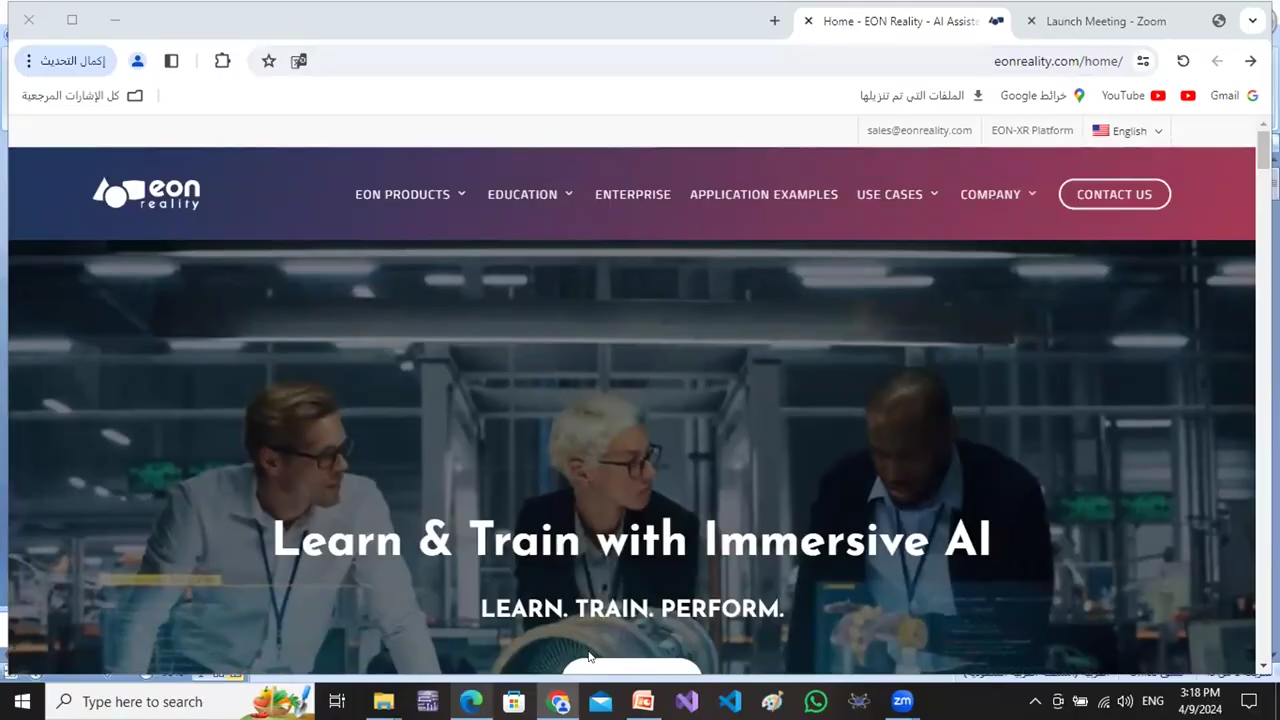 Home - EON Reality - AI Assiste
Launch Meeting - Zoom
إكمال التحديث
eonreality.com/home/
كل الإشارات المرجعية
الملفات التي تم تنزيلها
خرائط Google
YouTube
Gmail
sales@eonreality.com
EON-XR Platform
English
eon reality
EON PRODUCTS
EDUCATION
ENTERPRISE
APPLICATION EXAMPLES
USE CASES
COMPANY
CONTACT US
Learn & Train with Immersive AI
LEARN. TRAIN. PERFORM.
Type here to search
ENG
3:18 PM
4/9/2024